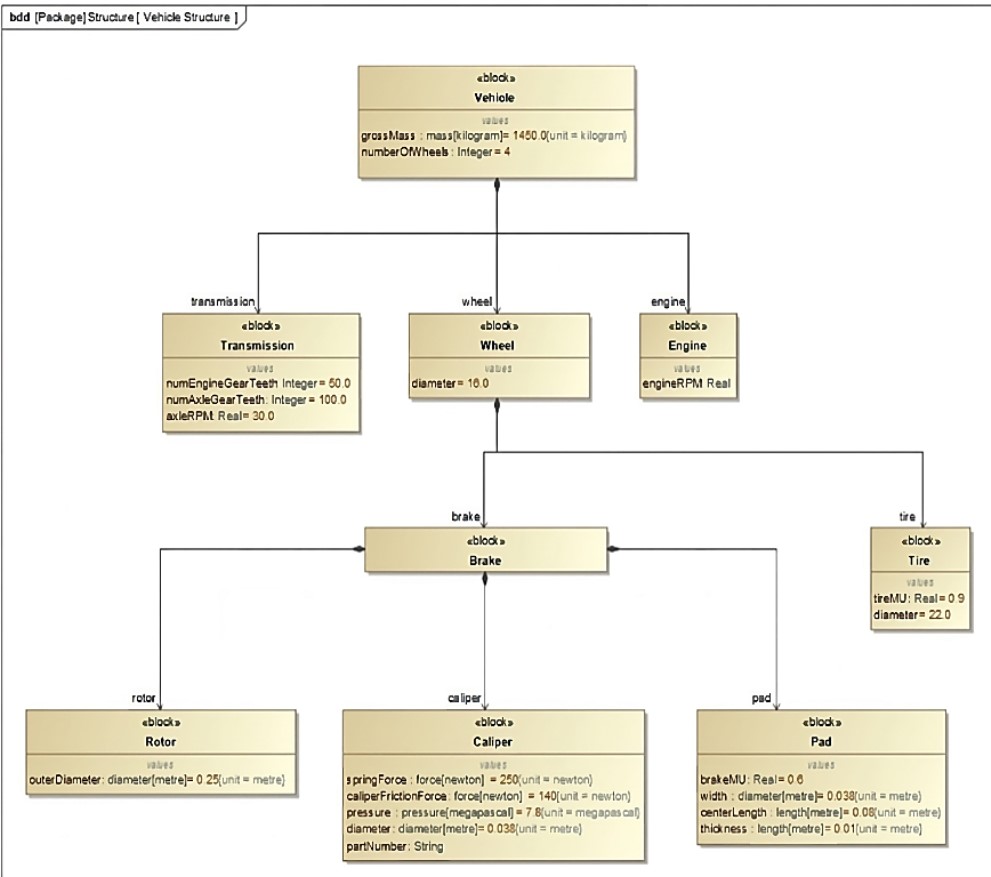 bdd [Package] Structure [ Vehicle Structure ]
«block»
Vehicle
values
grossMass : mass[kilogram]= 1450.0{unit = kilogram}
numberOfWheels : Integer = 4
transmission
wheel
engine
«block»
Transmission
values
numEngineGearTeeth Integer = 50.0
numAxleGearTeeth: Integer = 100.0
axleRPM: Real= 30.0
«block»
Wheel
values
diameter = 16.0
«block»
Engine
values
engineRPM Real
brake
tire
«block»
Brake
«block»
Tire
values
tireMU: Real= 0.9
diameter= 22.0
rotor
caliper
pad
«block»
Rotor
values
outerDiameter: diameter[metre]= 0.25{unit = metre}
«block»
Caliper
values
springForce : force[newton] = 250{unit = newton}
caliperFrictionForce: force[newton] = 140{unit = newton}
pressure : pressure[megapascal] = 7.8{unit = megapascal}
diameter: diameter[metre]= 0.038{unit = metre}
partNumber: String
«block»
Pad
values
brakeMU: Real = 0.6
width : diameter[metre]= 0.038{unit = metre}
centerLength : length[metre]= 0.08{unit = metre}
thickness : length[metre]= 0.01{unit = metre}